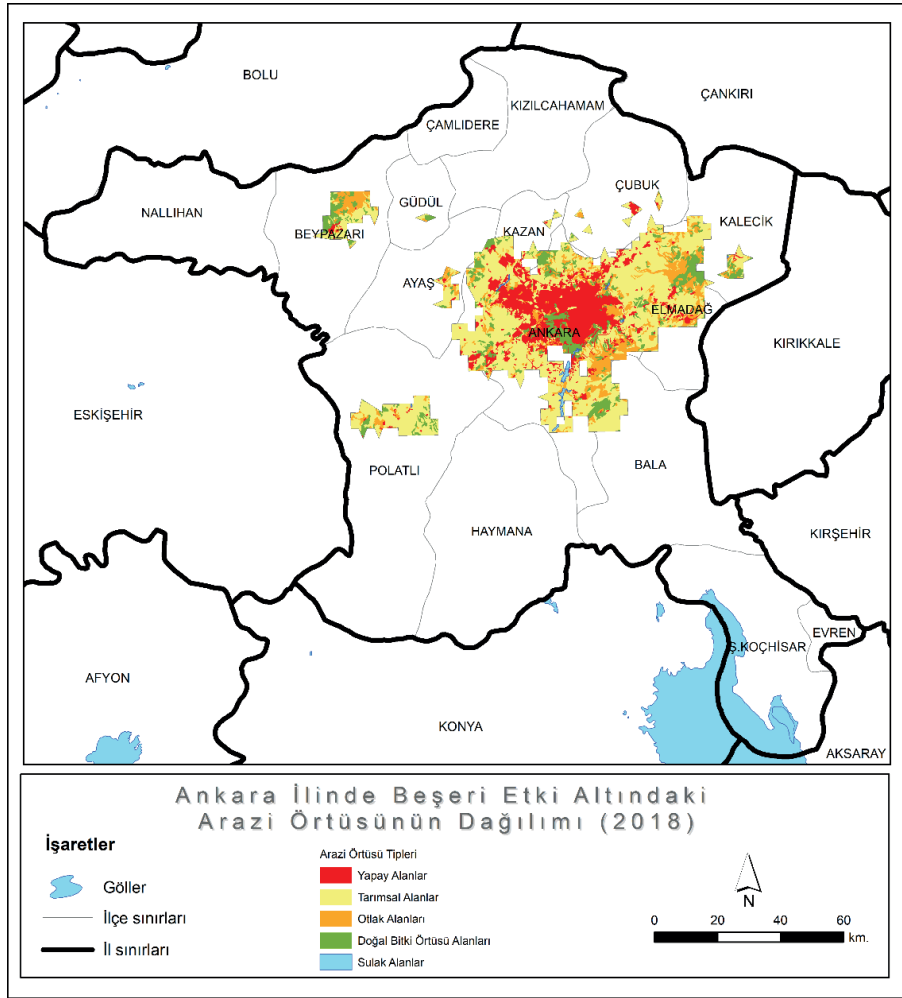 BOLU
ÇANKIRI
KIZILCAHAMAM
ÇAMLIDERE
NALLIHAN
GÜDÜL
ÇUBUK
KALECİK
BEYPAZARI
KAZAN
AYAŞ
ELMADAĞ
ANKARA
KIRIKKALE
ESKİŞEHİR
POLATLI
BALA
HAYMANA
KIRŞEHİR
EVREN
Ş.KOÇHİSAR
AFYON
KONYA
AKSARAY
Ankara İlinde Beşeri Etki Altındaki
Arazi Örtüsünün Dağılımı (2018)
İşaretler
Göller
İlçe sınırları
İl sınırları
Arazi Örtüsü Tipleri
Yapay Alanlar
Tarımsal Alanlar
Otlak Alanları
Doğal Bitki Örtüsü Alanları
Sulak Alanlar
N
0 20 40 60
km.